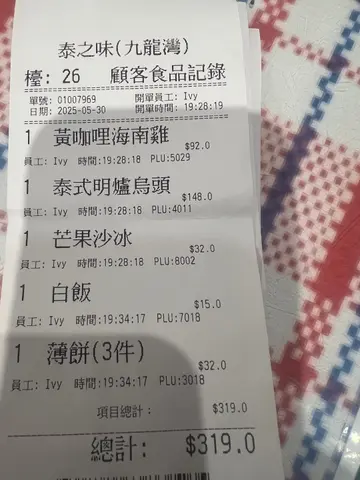 泰之味(九龍灣)
檯: 26 顧客食品記錄
單號: 01007969 開單員工: Ivy
日期: 2025-05-30 開單時間: 19:28:19
1 黃咖哩海南雞 $92.0
員工: Ivy 時間:19:28:18 PLU:5029
1 泰式明爐烏頭 $148.0
員工: Ivy 時間:19:28:18 PLU:4011
1 芒果沙冰 $32.0
員工: Ivy 時間:19:28:18 PLU:8002
1 白飯 $15.0
員工: Ivy 時間:19:34:17 PLU:7018
1 薄餅(3件) $32.0
員工: Ivy 時間:19:34:17 PLU:3018
項目總計: $319.0
總計: $319.0